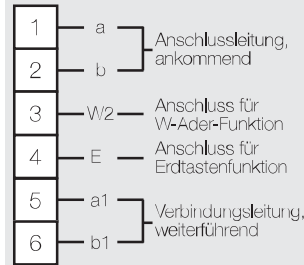 1 a
Anschlussleitung,
ankommend
2 b
3 W2 Anschluss für
W-Ader-Funktion
4 E Anschluss für
Erdtastenfunktion
5 a1
Verbindungsleitung,
weiterführend
6 b1